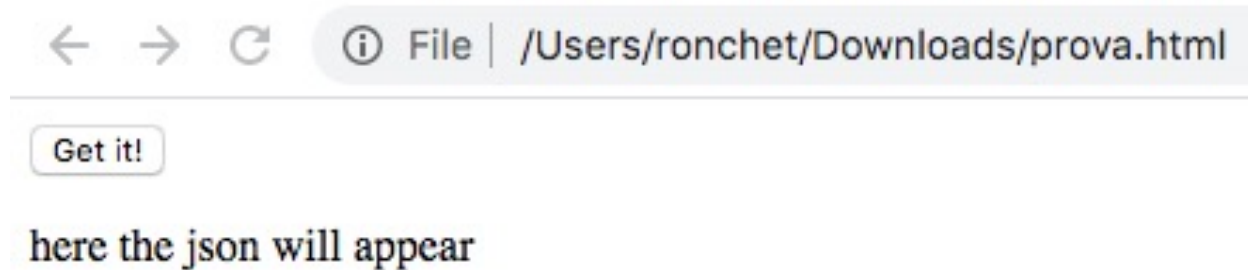 File | /Users/ronchet/Downloads/prova.html
Get it!
here the json will appear